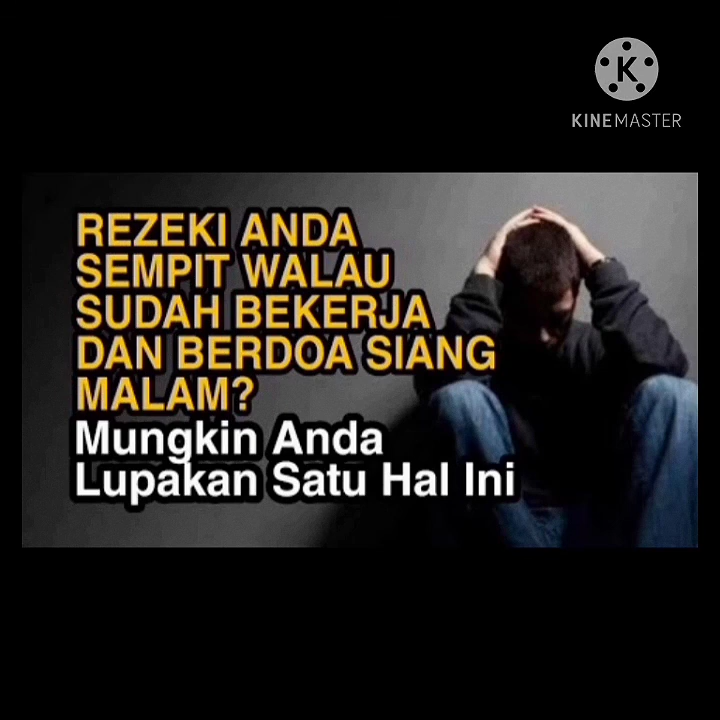 KINEMASTER
REZEKI ANDA
SEMPIT WALAU
SUDAH BEKERJA
DAN BERDOA SIANG
MALAM?
Mungkin Anda
Lupakan Satu Hal Ini